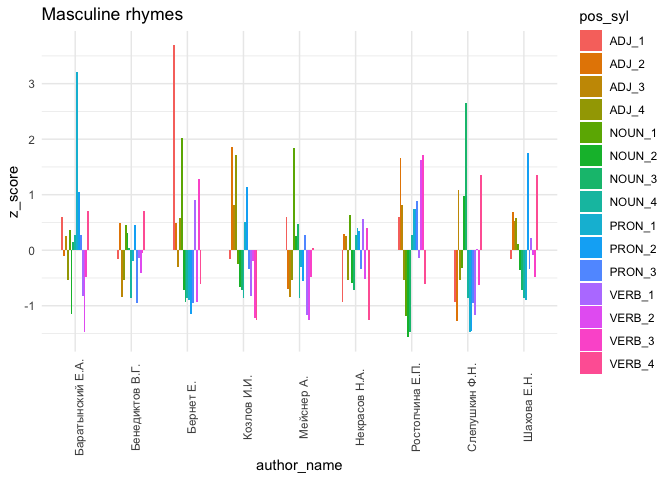 Masculine rhymes
z_score
3
2
1
0
-1
Баратынский Е.А.
Бенедиктов В.Г.
Бернет Е.
Козлов И.И.
Мейснер А.
Некрасов Н.А.
Ростопчина Е.П.
Слепушкин Ф.Н.
Шахова Е.Н.
author_name
pos_syl
ADJ_1
ADJ_2
ADJ_3
ADJ_4
NOUN_1
NOUN_2
NOUN_3
NOUN_4
PRON_1
PRON_2
PRON_3
VERB_1
VERB_2
VERB_3
VERB_4